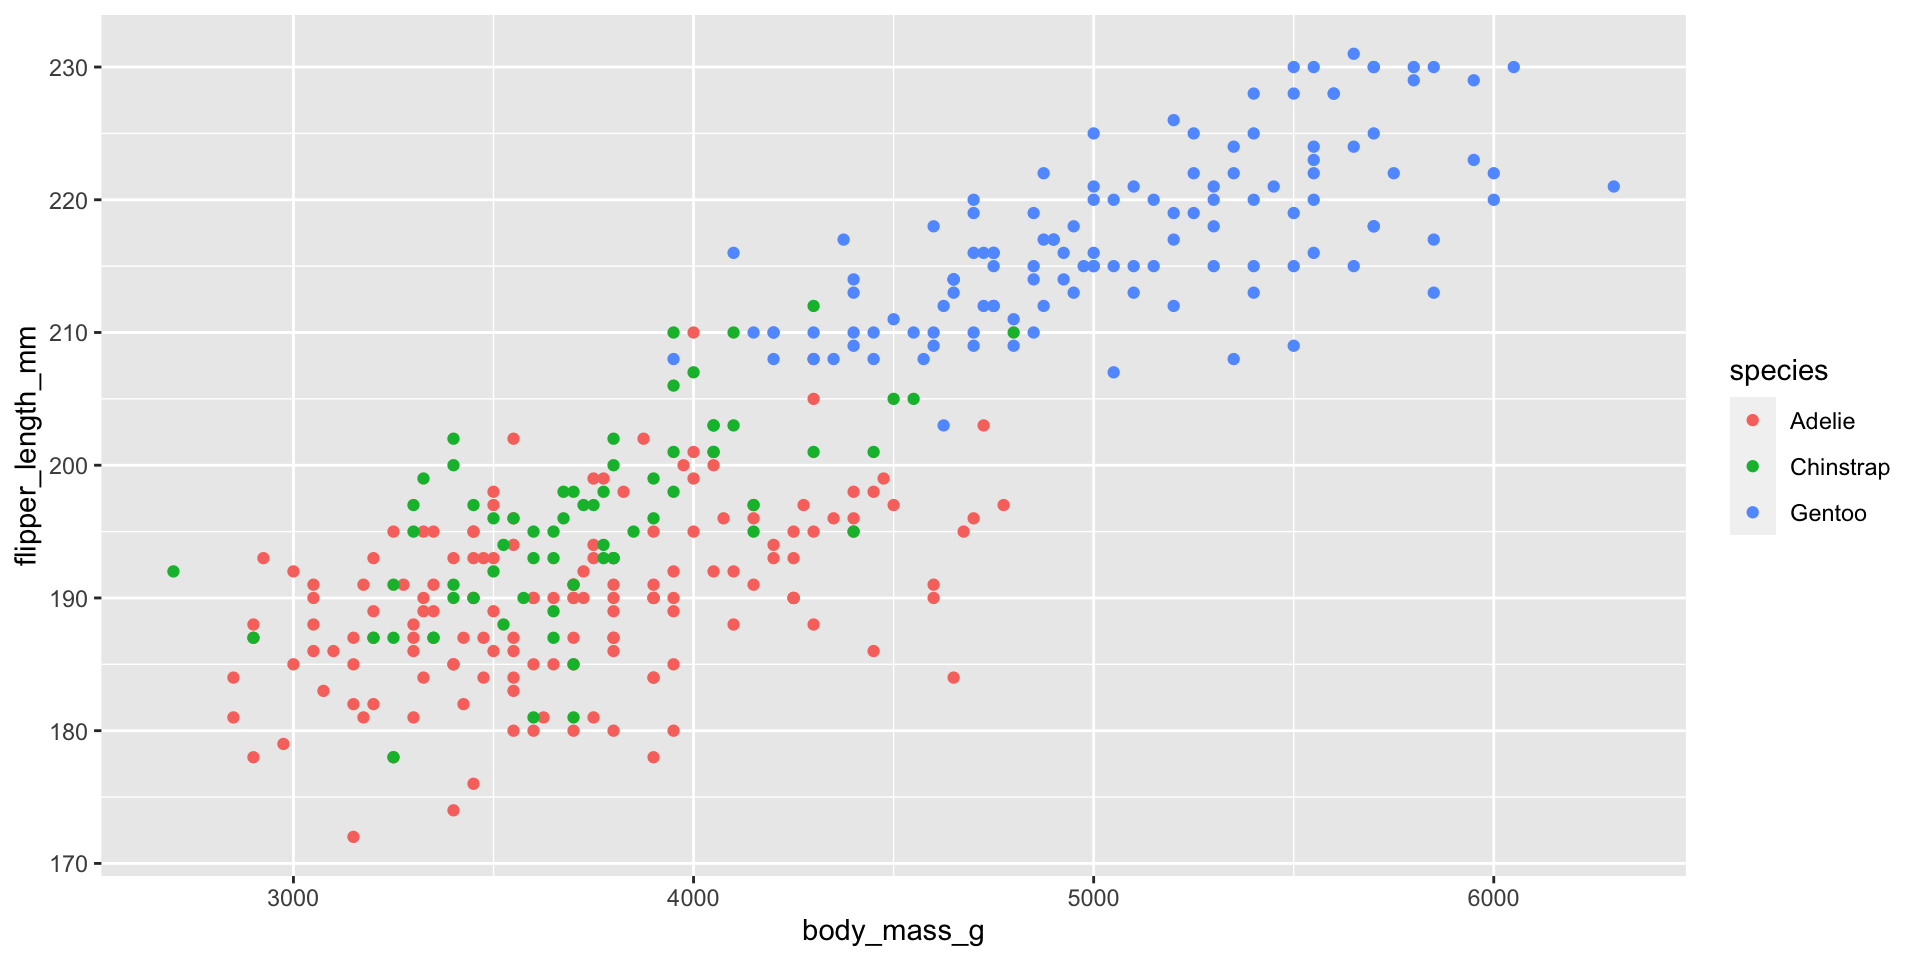 230
220
210
200
190
180
170
flipper_length_mm
3000 4000 5000 6000
body_mass_g
species
Adelie
Chinstrap
Gentoo